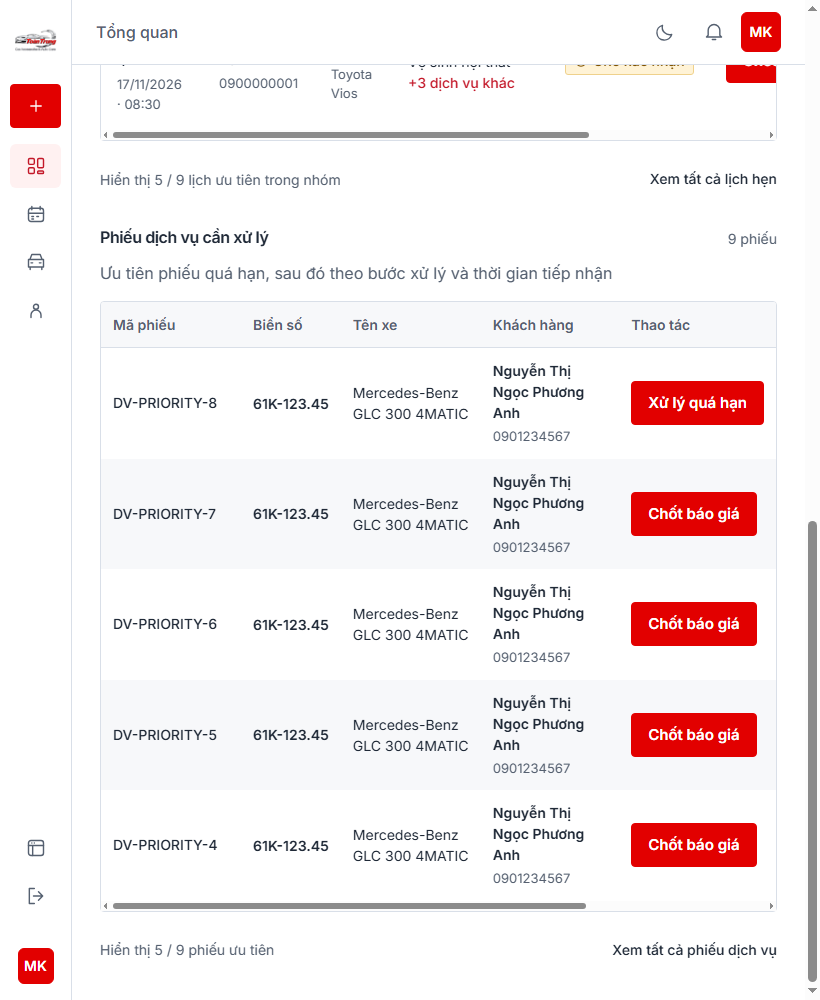 Toàn Trung
Tổng quan
MK
17/11/2026
· 08:30
0900000001
Toyota
Vios
+3 dịch vụ khác
Hiển thị 5 / 9 lịch ưu tiên trong nhóm
Xem tất cả lịch hẹn
Phiếu dịch vụ cần xử lý
9 phiếu
Ưu tiên phiếu quá hạn, sau đó theo bước xử lý và thời gian tiếp nhận
Mã phiếu Biển số Tên xe Khách hàng Thao tác
DV-PRIORITY-8
61K-123.45
Mercedes-Benz
GLC 300 4MATIC
Nguyễn Thị
Ngọc Phương
Anh
0901234567
Xử lý quá hạn
DV-PRIORITY-7
61K-123.45
Mercedes-Benz
GLC 300 4MATIC
Nguyễn Thị
Ngọc Phương
Anh
0901234567
Chốt báo giá
DV-PRIORITY-6
61K-123.45
Mercedes-Benz
GLC 300 4MATIC
Nguyễn Thị
Ngọc Phương
Anh
0901234567
Chốt báo giá
DV-PRIORITY-5
61K-123.45
Mercedes-Benz
GLC 300 4MATIC
Nguyễn Thị
Ngọc Phương
Anh
0901234567
Chốt báo giá
DV-PRIORITY-4
61K-123.45
Mercedes-Benz
GLC 300 4MATIC
Nguyễn Thị
Ngọc Phương
Anh
0901234567
Chốt báo giá
Hiển thị 5 / 9 phiếu ưu tiên
Xem tất cả phiếu dịch vụ
MK